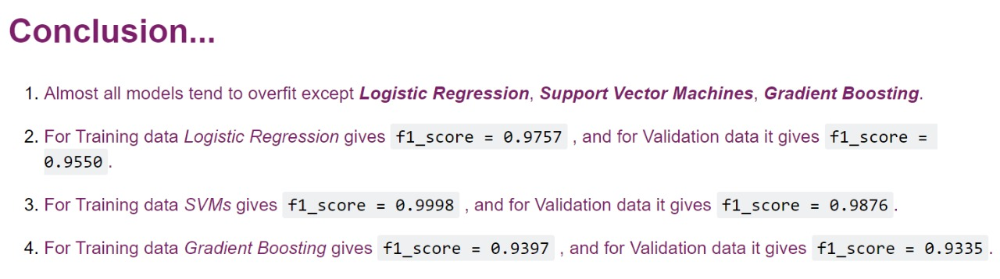 Conclusion...
1. Almost all models tend to overfit except Logistic Regression, Support Vector Machines, Gradient Boosting.
2. For Training data Logistic Regression gives f1_score = 0.9757 , and for Validation data it gives f1_score =
0.9550 .
3. For Training data SVMs gives f1_score = 0.9998 , and for Validation data it gives f1_score = 0.9876 .
4. For Training data Gradient Boosting gives f1_score = 0.9397 , and for Validation data it gives f1_score = 0.9335 .